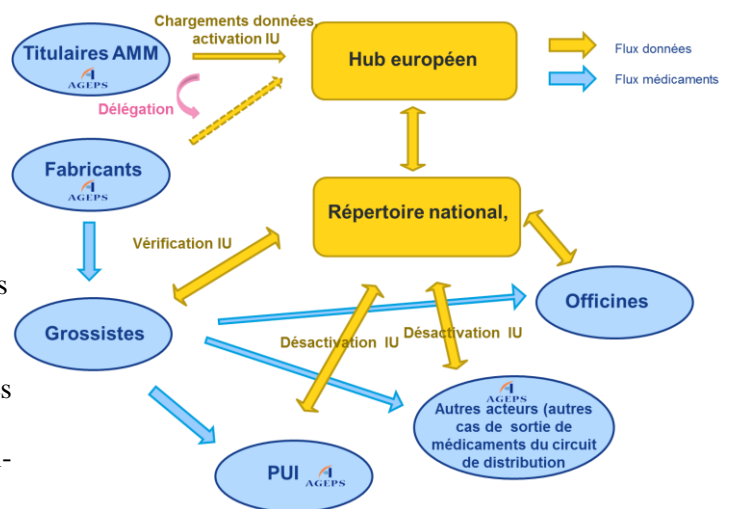 Chargements données,
activation IU
Titulaires AMM
AGEPS
Hub européen
Flux données
Flux médicaments
Délégation
Fabricants
AGEPS
Répertoire national,
Vérification IU
s
Officines
Grossistes
Désactivation IU
Désactivation IU
s
AGEPS
Autres acteurs (autres
cas de sortie de
médicaments du circuit
de distribution
-
PUI
AGEPS